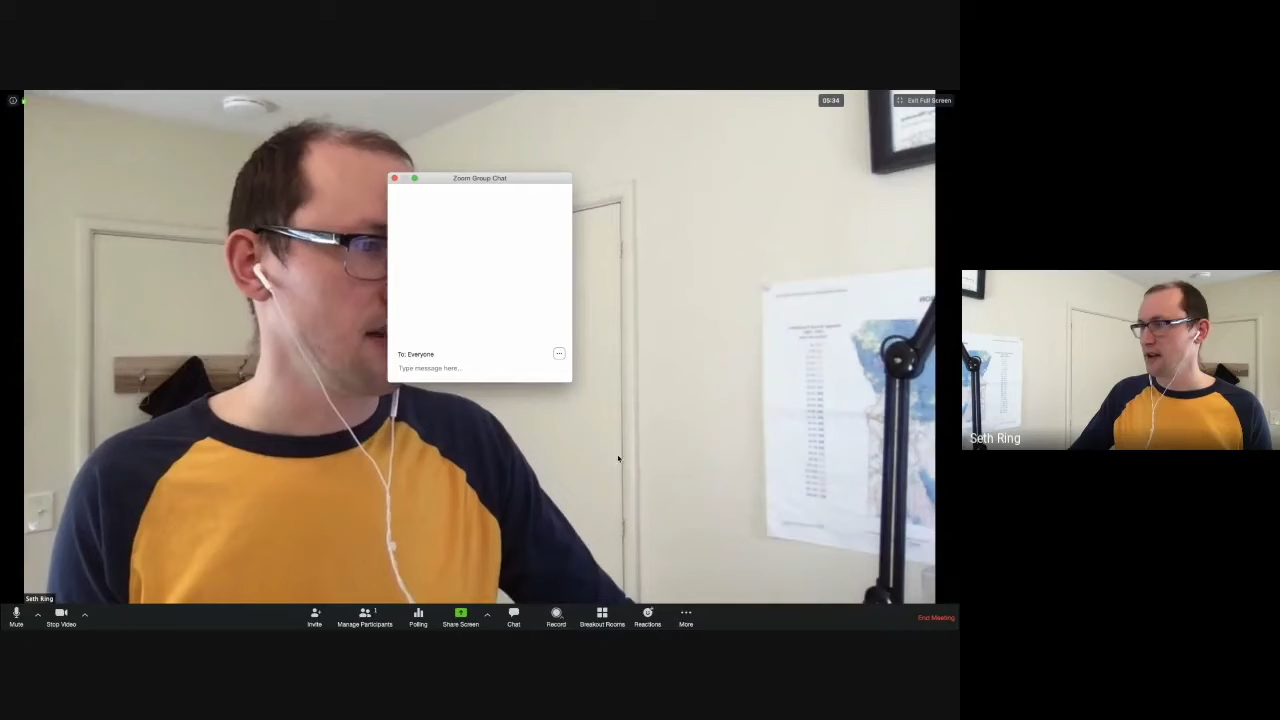 05:34
Exit Full Screen
Zoom Group Chat
To: Everyone
Type message here...
Seth Ring
Seth Ring
Mute
Stop Video
Invite
1
Manage Participants
Polling
Share Screen
Chat
Record
Breakout Rooms
Reactions
More
End Meeting